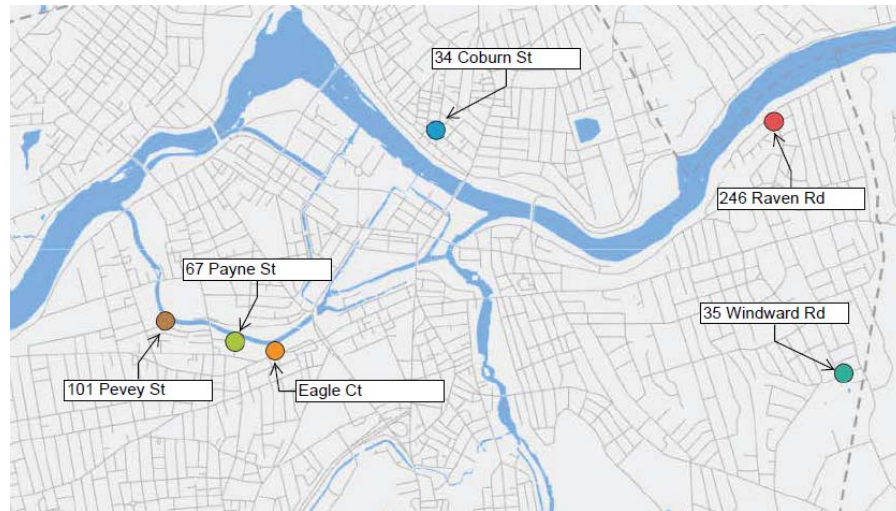 34 Coburn St
246 Raven Rd
67 Payne St
35 Windward Rd
101 Pevey St
Eagle Ct